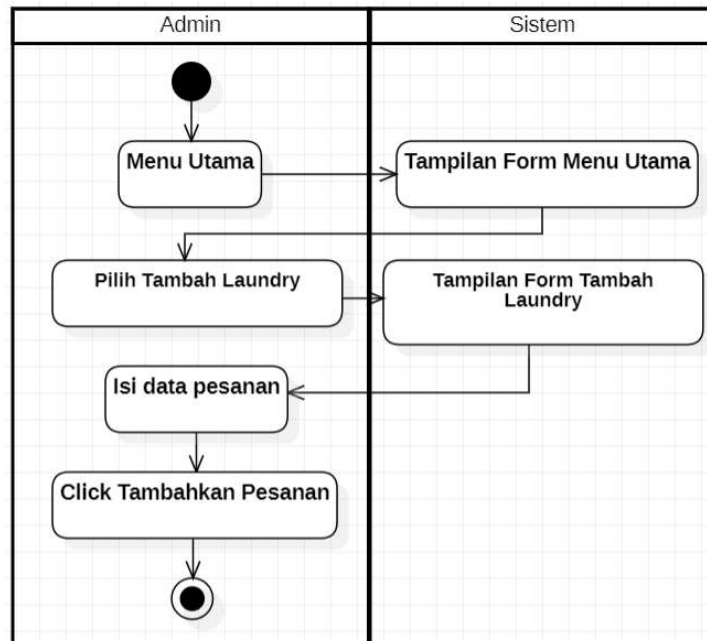 Admin
Sistem
Menu Utama
Tampilan Form Menu Utama
Pilih Tambah Laundry
Tampilan Form Tambah
Laundry
Isi data pesanan
Click Tambahkan Pesanan